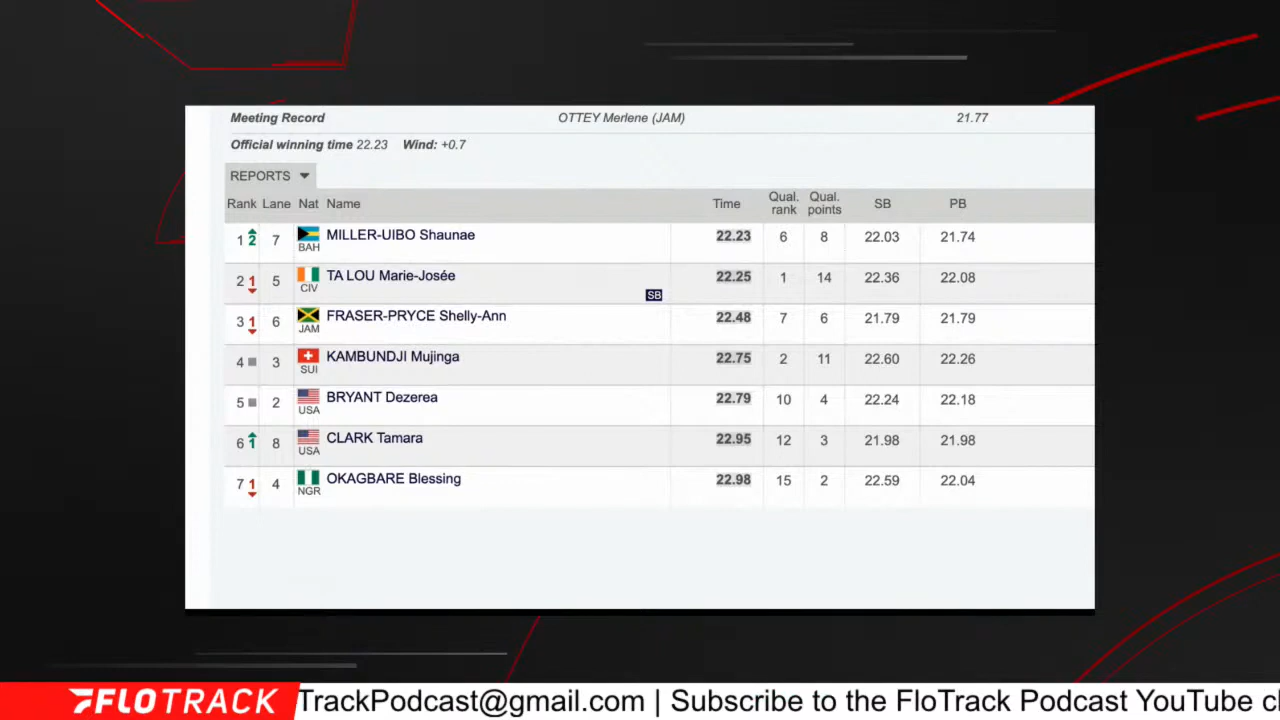 Meeting Record OTTEY Merlene (JAM) 21.77
Official winning time 22.23 Wind: +0.7
REPORTS
Rank Lane Nat Name Time Qual. rank Qual. points SB PB
1 2 7 BAH MILLER-UIBO Shaunae 22.23 6 8 22.03 21.74
2 1 5 CIV TA LOU Marie-Josée SB 22.25 1 14 22.36 22.08
3 1 6 JAM FRASER-PRYCE Shelly-Ann 22.48 7 6 21.79 21.79
4 3 SUI KAMBUNDJI Mujinga 22.75 2 11 22.60 22.26
5 2 USA BRYANT Dezerea 22.79 10 4 22.24 22.18
6 1 8 USA CLARK Tamara 22.95 12 3 21.98 21.98
7 1 4 NGR OKAGBARE Blessing 22.98 15 2 22.59 22.04
FLOTRACK TrackPodcast@gmail.com | Subscribe to the FloTrack Podcast YouTube c